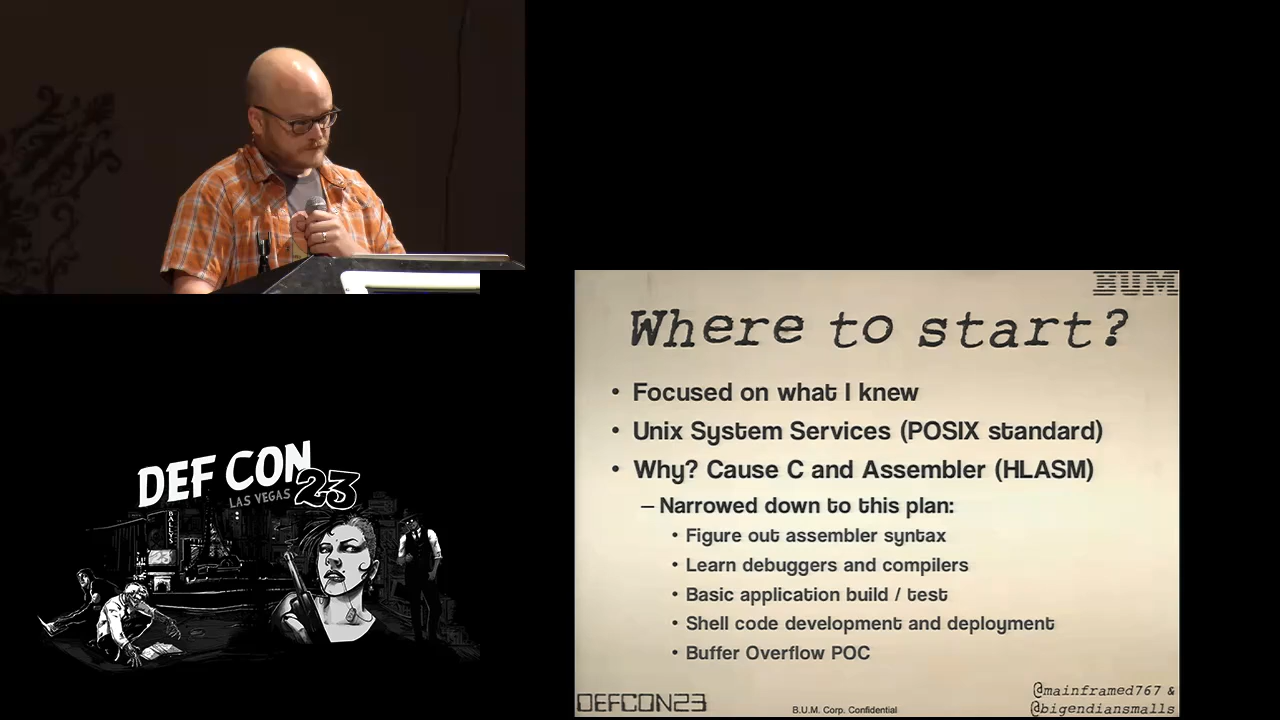 BUM
Where to start?
• Focused on what I knew
• Unix System Services (POSIX standard)
• Why? Cause C and Assembler (HLASM)
– Narrowed down to this plan:
• Figure out assembler syntax
• Learn debuggers and compilers
• Basic application build / test
• Shell code development and deployment
• Buffer Overflow POC
DEF CON
LAS VEGAS 23
BALLYS
DEFCON23
B.U.M. Corp. Confidential
@mainframed767 &
@bigendiansmalls